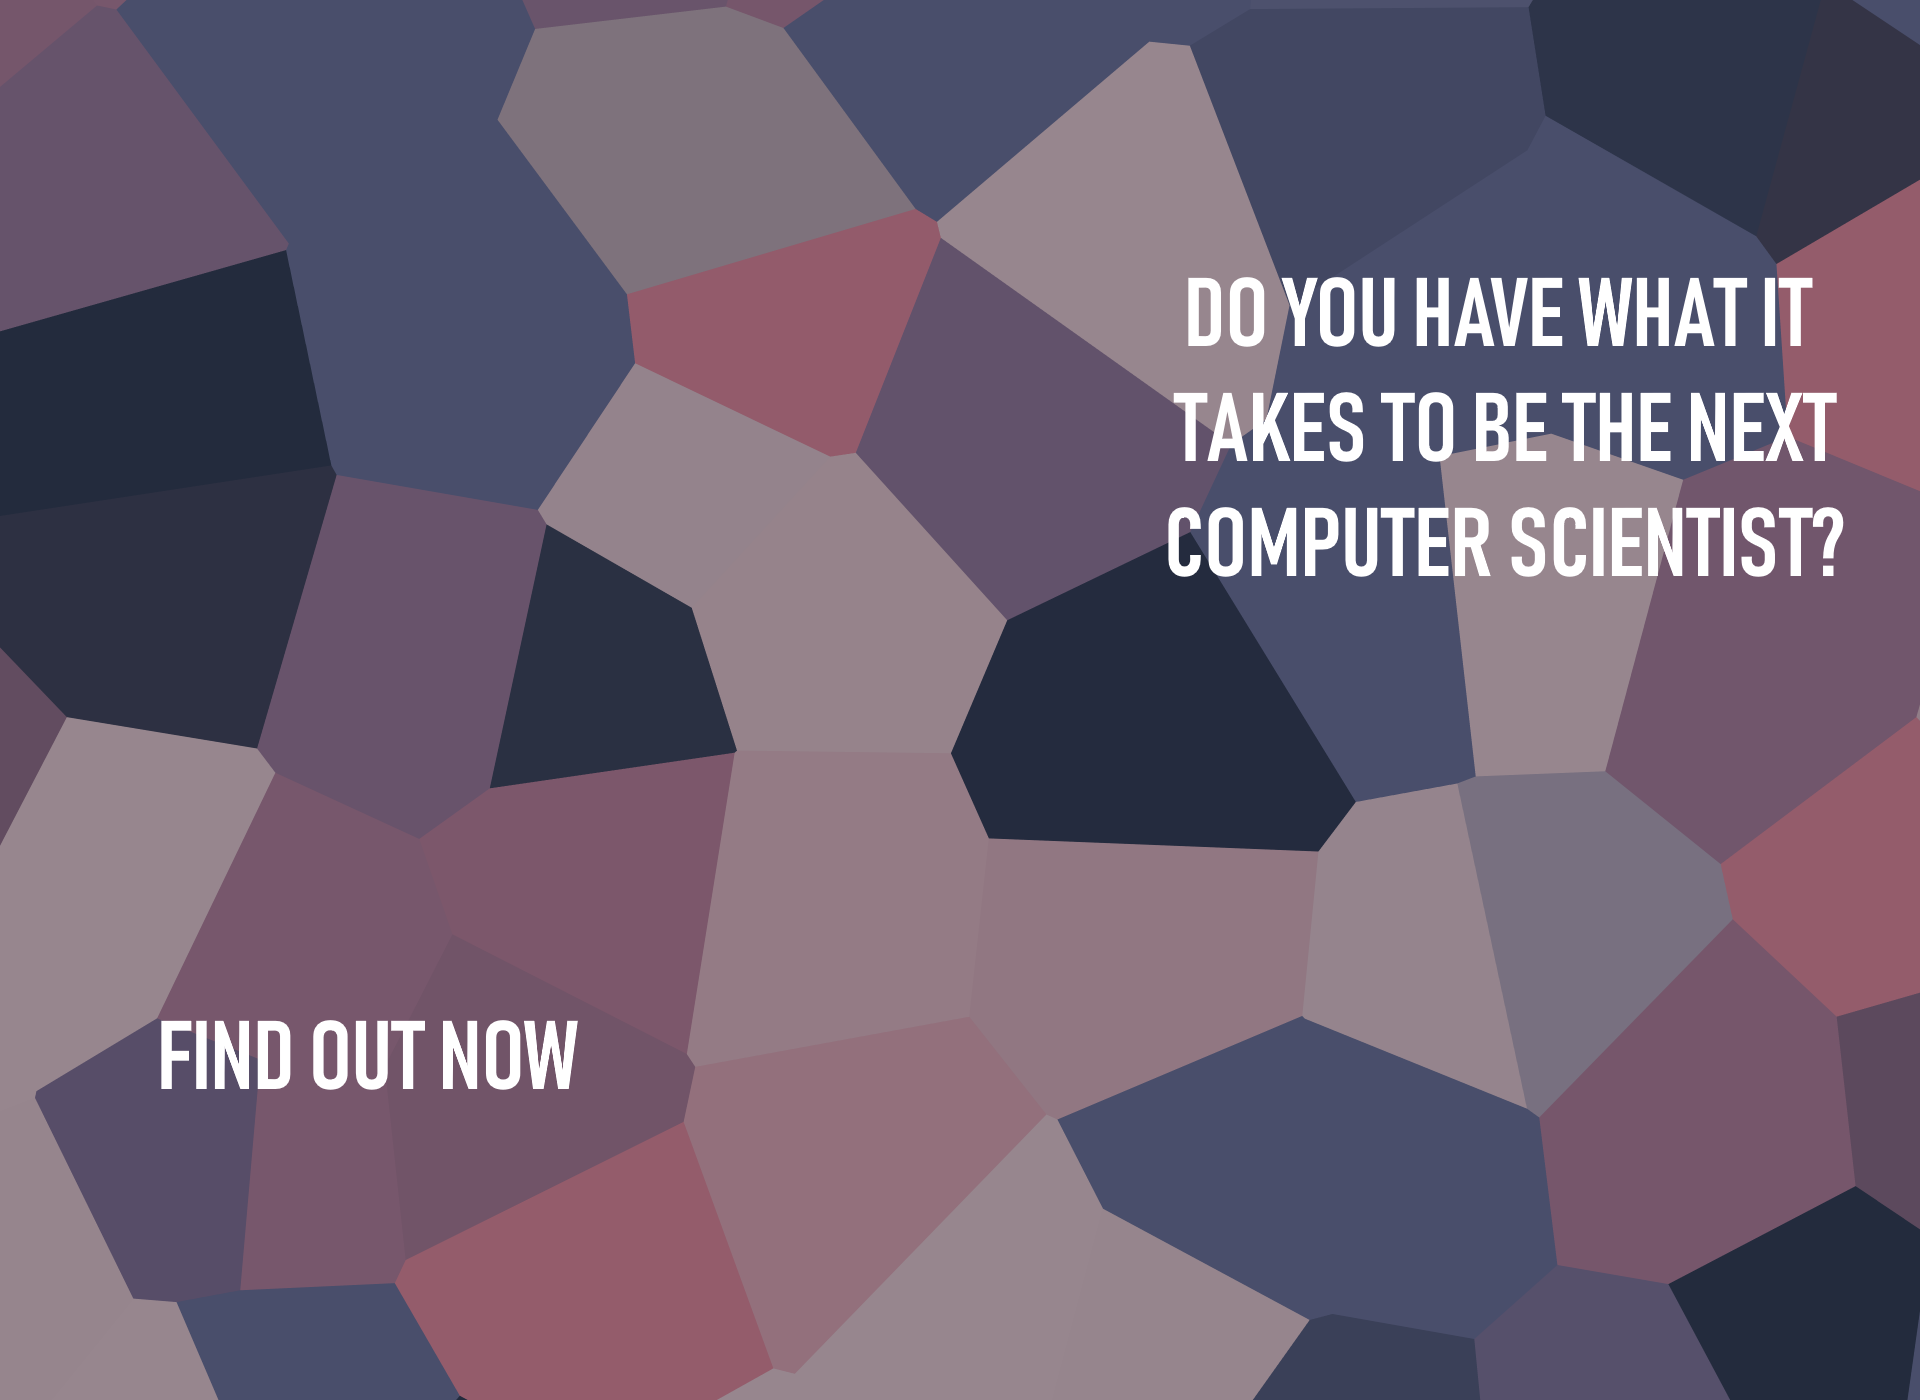 DO YOU HAVE WHAT IT
TAKES TO BE THE NEXT
COMPUTER SCIENTIST?
FIND OUT NOW